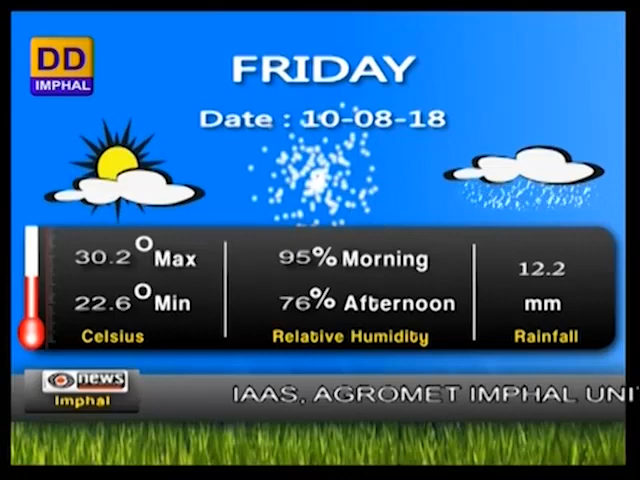 DD
IMPHAL
FRIDAY
Date : 10-08-18
30.2 ° Max
95% Morning
12.2
22.6 ° Min
76% Afternoon
mm
Celsius
Relative Humidity
Rainfall
news
Imphal
IAAS, AGROMET IMPHAL UNI